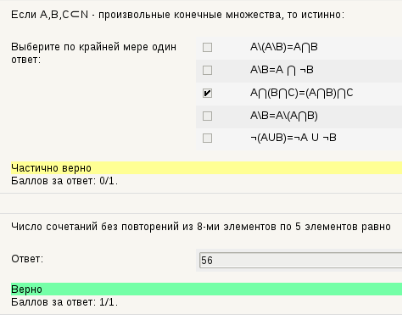 Если A,B,C⊂N - произвольные конечные множества, то истинно:
Выберите по крайней мере один
ответ:
A\(A\B)=A⋂B
A\B=A ⋂ ¬B
A⋂(B⋂C)=(A⋂B)⋂C
A\B=A\(A⋂B)
¬(AUB)=¬A U ¬B
Частично верно
Баллов за ответ: 0/1.
Число сочетаний без повторений из 8-ми элементов по 5 элементов равно
Ответ:
56
Верно
Баллов за ответ: 1/1.